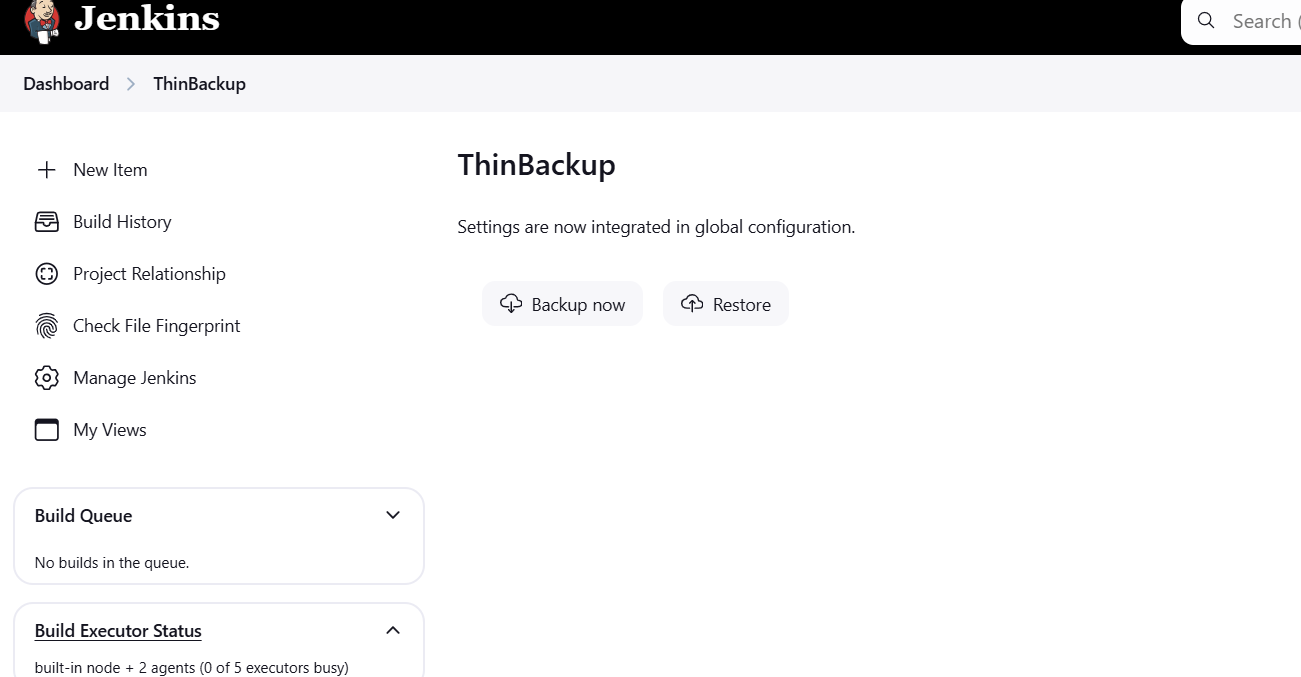 Jenkins
Search (
Dashboard > ThinBackup
New Item
Build History
Project Relationship
Check File Fingerprint
Manage Jenkins
My Views
Build Queue
No builds in the queue.
Build Executor Status
built-in node + 2 agents (0 of 5 executors busy)
ThinBackup
Settings are now integrated in global configuration.
Backup now
Restore